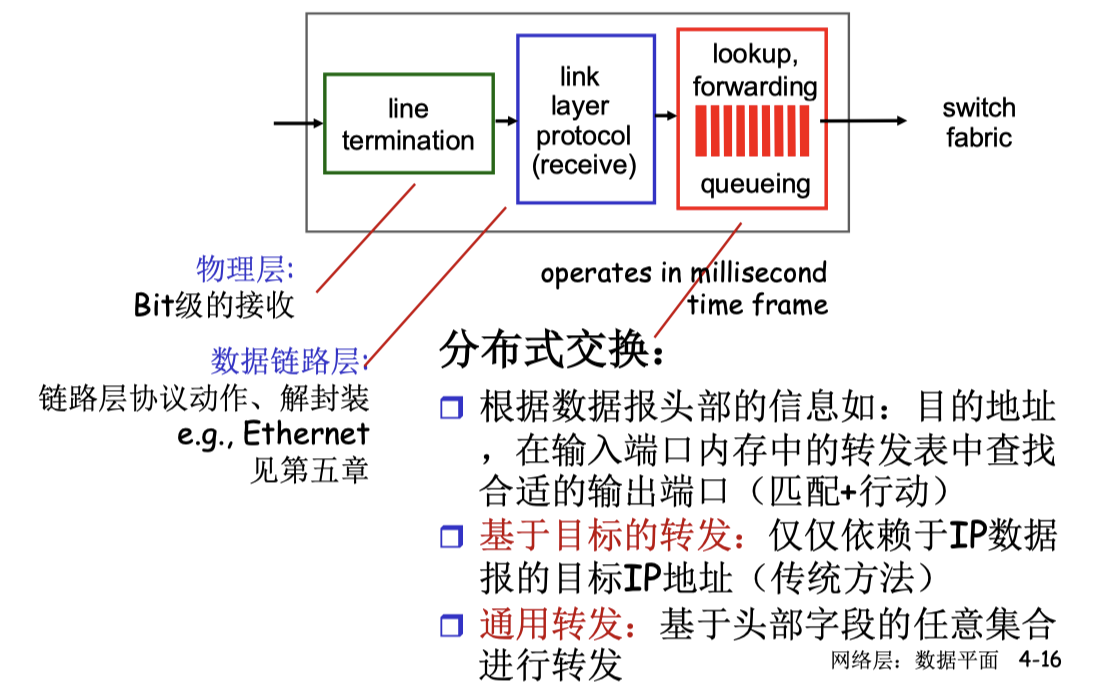 line
termination
link
layer
protocol
(receive)
lookup,
forwarding
queueing
switch
fabric
物理层:
Bit级的接收
数据链路层:
链路层协议动作、解封装
e.g., Ethernet
见第五章
operates in millisecond
time frame
分布式交换：
根据数据报头部的信息如：目的地址
，在输入端口内存中的转发表中查找
合适的输出端口（匹配+行动）
基于目标的转发：仅仅依赖于IP数据
报的目标IP地址（传统方法）
通用转发：基于头部字段的任意集合
进行转发
网络层：数据平面 4-16